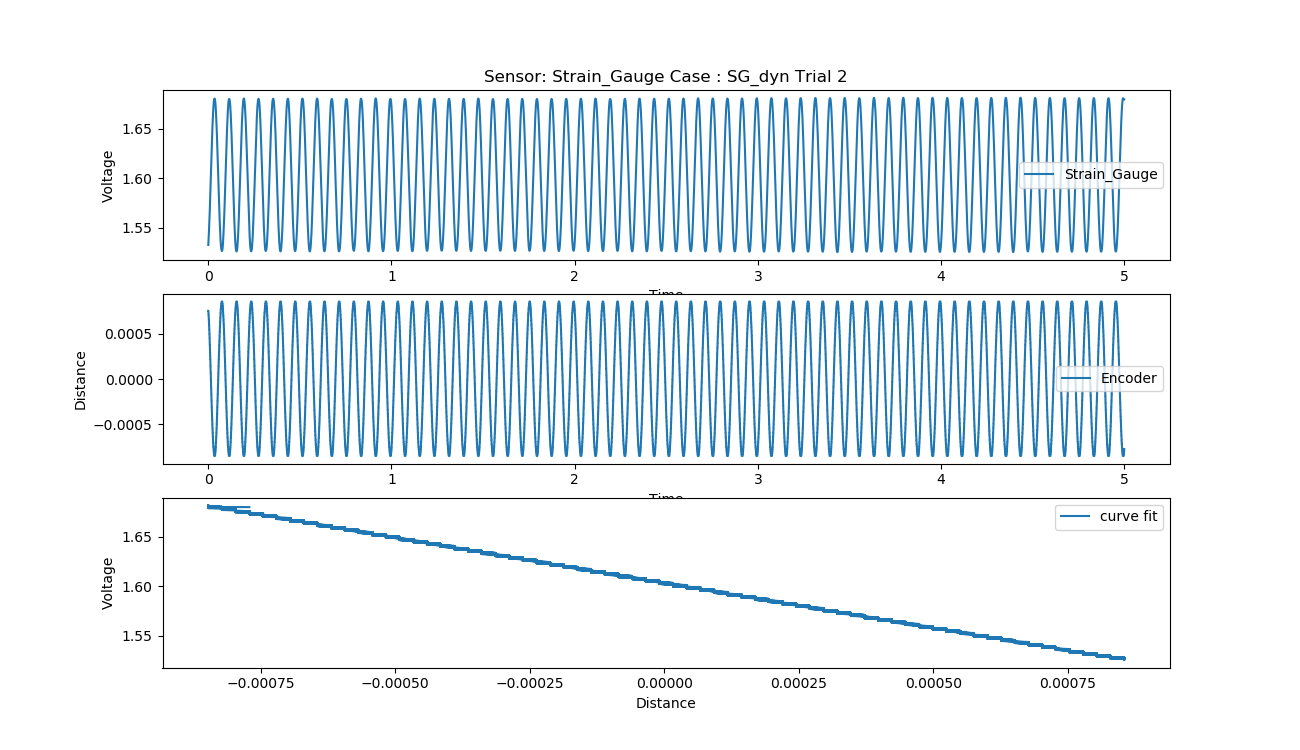 Sensor: Strain_Gauge Case : SG_dyn Trial 2
1.65
1.60
1.55
Voltage
Strain_Gauge
0 1 2 3 4 5
Time
0.0005
0.0000
−0.0005
Distance
Encoder
0 1 2 3 4 5
Time
1.65
1.60
1.55
Voltage
curve fit
−0.00075 −0.00050 −0.00025 0.00000 0.00025 0.00050 0.00075
Distance